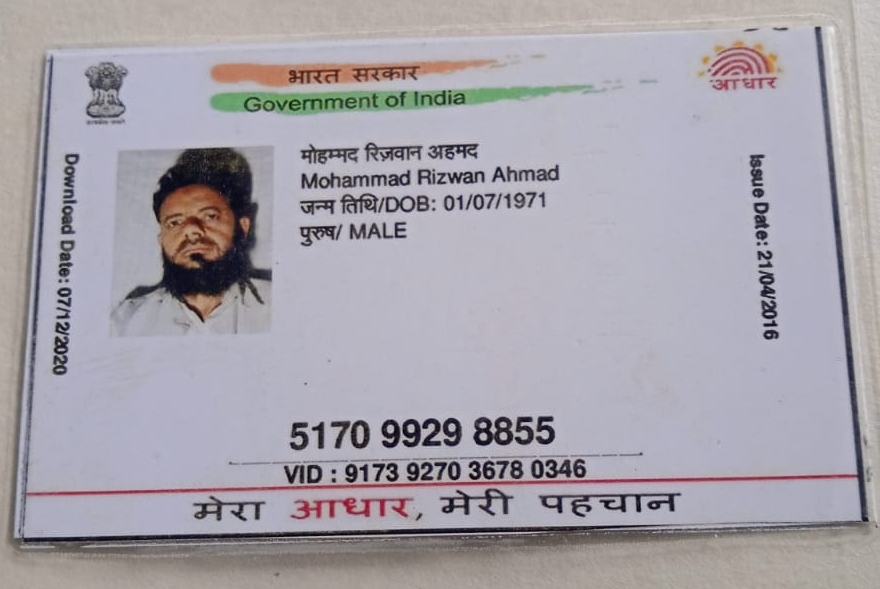 भारत सरकार
Government of India
आधार
मोहम्मद रिज़वान अहमद
Mohammad Rizwan Ahmad
जन्म तिथि/DOB: 01/07/1971
पुरुष/ MALE
Download Date: 07/12/2020
Issue Date: 21/04/2016
5170 9929 8855
VID : 9173 9270 3678 0346
मेरा आधार, मेरी पहचान